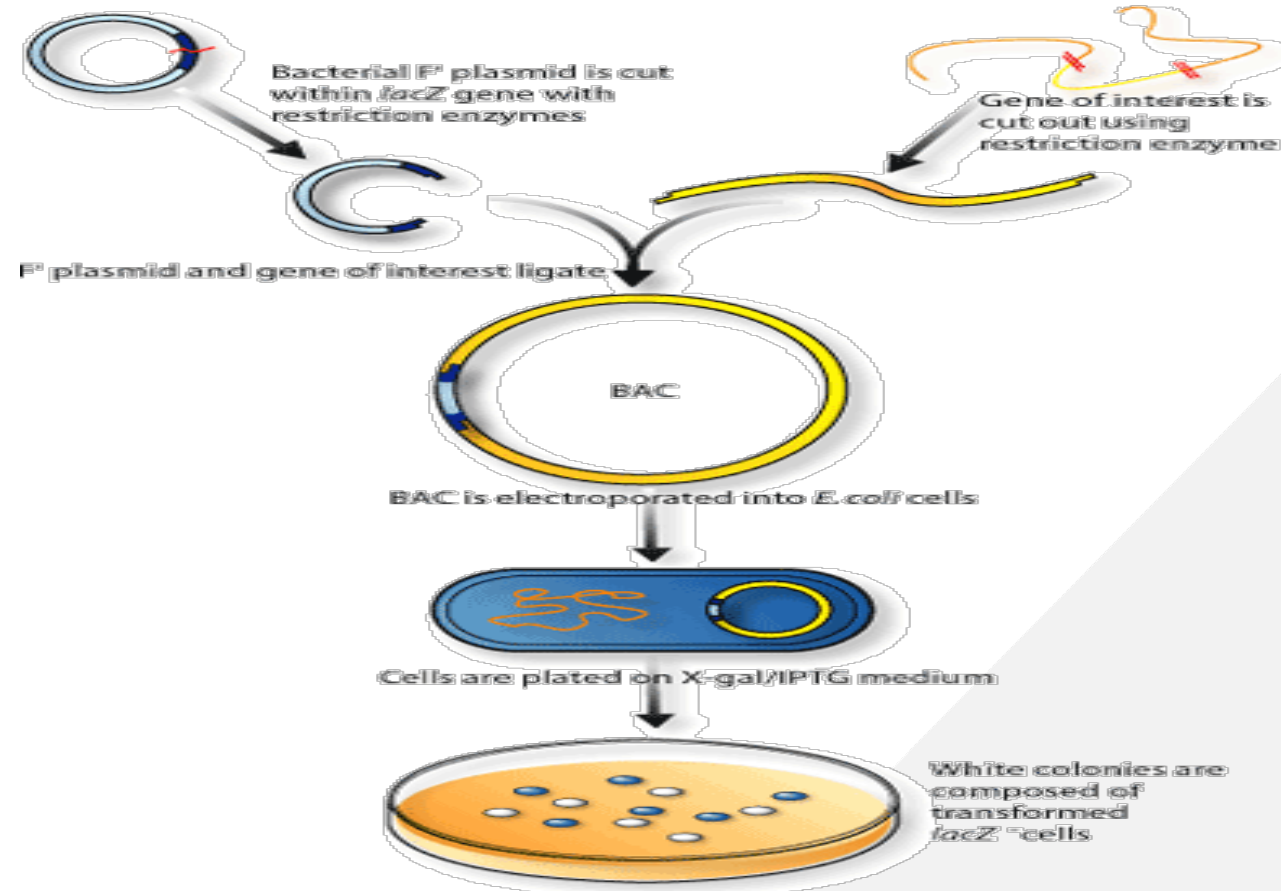 Bacterial F' plasmid is cut
within lacZ gene with
restriction enzymes
Gene of interest is
cut out using
restriction enzyme
F' plasmid and gene of interest ligate
BAC
BAC is electroporated into E.coli cells
Cells are plated on X-gal/IPTG medium
White colonies are
composed of
transformed
lacZ⁻ cells